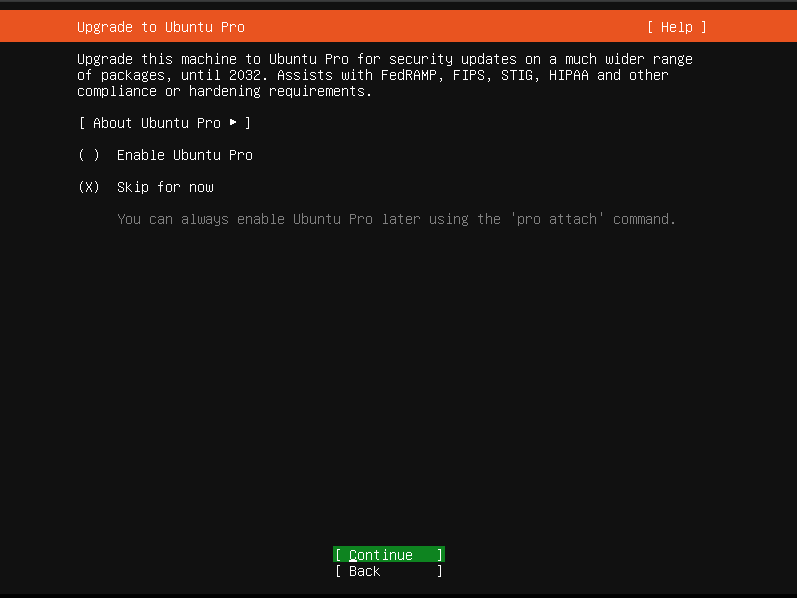 Upgrade to Ubuntu Pro [ Help ]
Upgrade this machine to Ubuntu Pro for security updates on a much wider range
of packages, until 2032. Assists with FedRAMP, FIPS, STIG, HIPAA and other
compliance or hardening requirements.
[ About Ubuntu Pro ▸ ]
( ) Enable Ubuntu Pro
(X) Skip for now
You can always enable Ubuntu Pro later using the 'pro attach' command.
[ Continue ]
[ Back ]